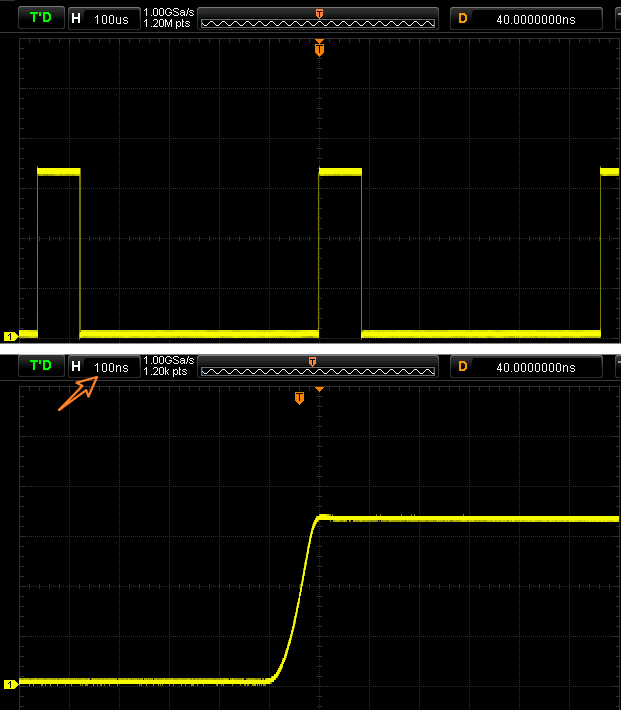 T'D H 100us 1.00GSa/s D 40.0000000ns
1.20M pts
T
T
1
T'D H 100ns 1.00GSa/s D 40.0000000ns
1.20k pts
T
T
1